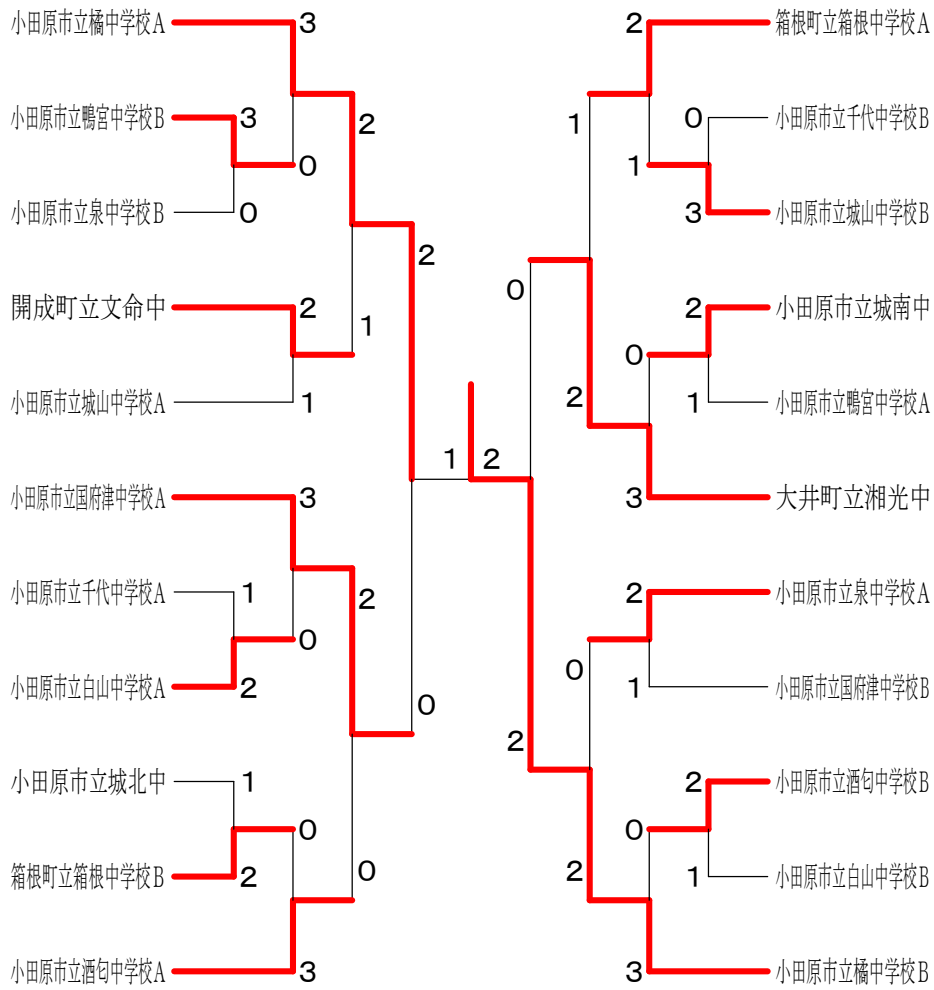 小田原市立橘中学校A
3
2
箱根町立箱根中学校A
小田原市立鴨宮中学校B
3
2
1
0
小田原市立千代中学校B
0
1
小田原市立泉中学校B
0
3
小田原市立城山中学校B
2
0
開成町立文命中
2
1
2
小田原市立城南中
0
小田原市立城山中学校A
1
2
1
小田原市立鴨宮中学校A
1
2
小田原市立国府津中学校A
3
3
大井町立湘光中
小田原市立千代中学校A
1
2
2
小田原市立泉中学校A
0
小田原市立白山中学校A
2
0
1
小田原市立国府津中学校B
0
2
小田原市立城北中
1
2
小田原市立酒匂中学校B
0
0
箱根町立箱根中学校B
2
0
2
1
小田原市立白山中学校B
小田原市立酒匂中学校A
3
3
小田原市立橘中学校B